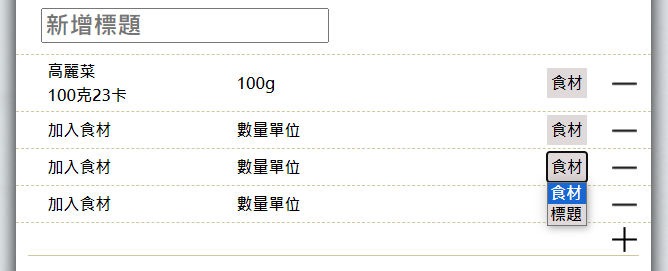 新增標題
高麗菜
100克23卡
100g
食材
加入食材
數量單位
食材
加入食材
數量單位
食材
食材
標題
加入食材
數量單位